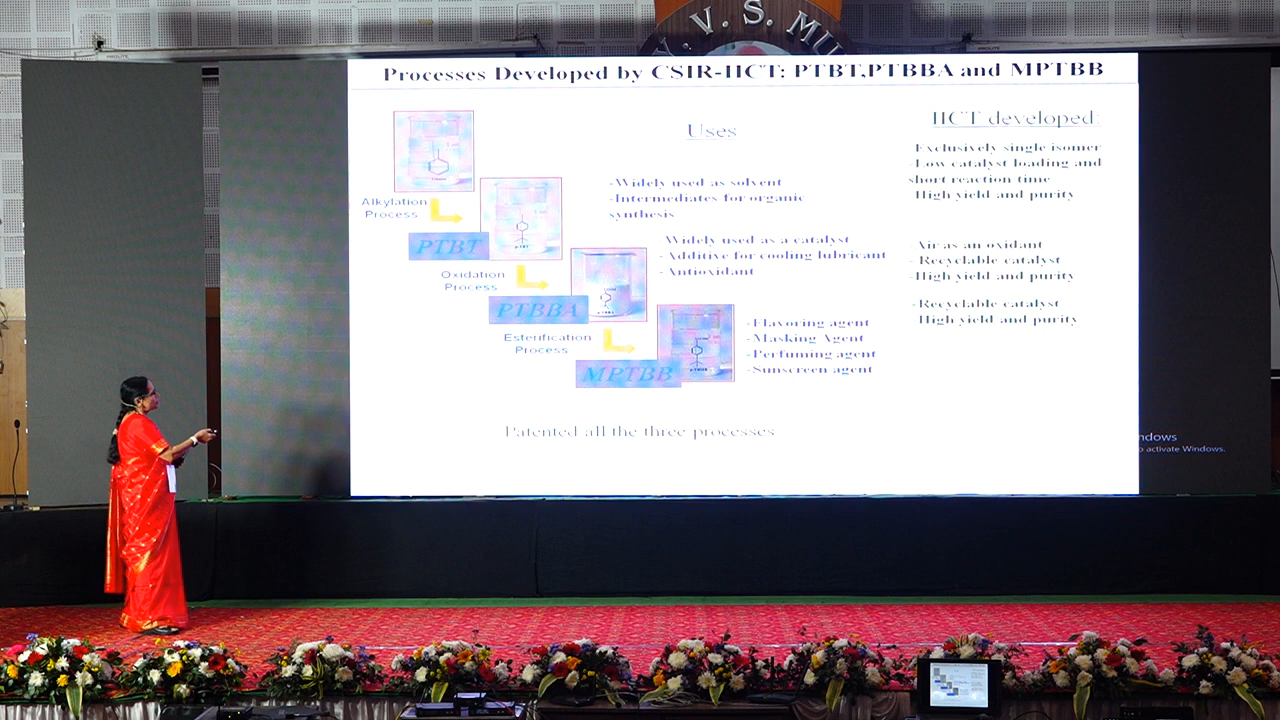 . V. S. MU
Processes Developed by CSIR-IICT: PTBT,PTBBA and MPTBB
Uses
IICT developed:
Exclusively single isomer
-Low catalyst loading and
short reaction time
High yield and purity
Alkylation
Process
-Widely used as solvent
-Intermediates for organic
synthesis
PTBT
Widely used as a catalyst
-Additive for cooling lubricant
-Antioxidant
Air as an oxidant
-Recyclable catalyst
-High yield and purity
Oxidation
Process
PTBBA
-Recyclable catalyst
High yield and purity
Esterification
Process
-Flavoring agent
-Masking Agent
-Perfuming agent
-Sunscreen agent
MPTBB
Patented all the three processes
ndows
o activate Windows.